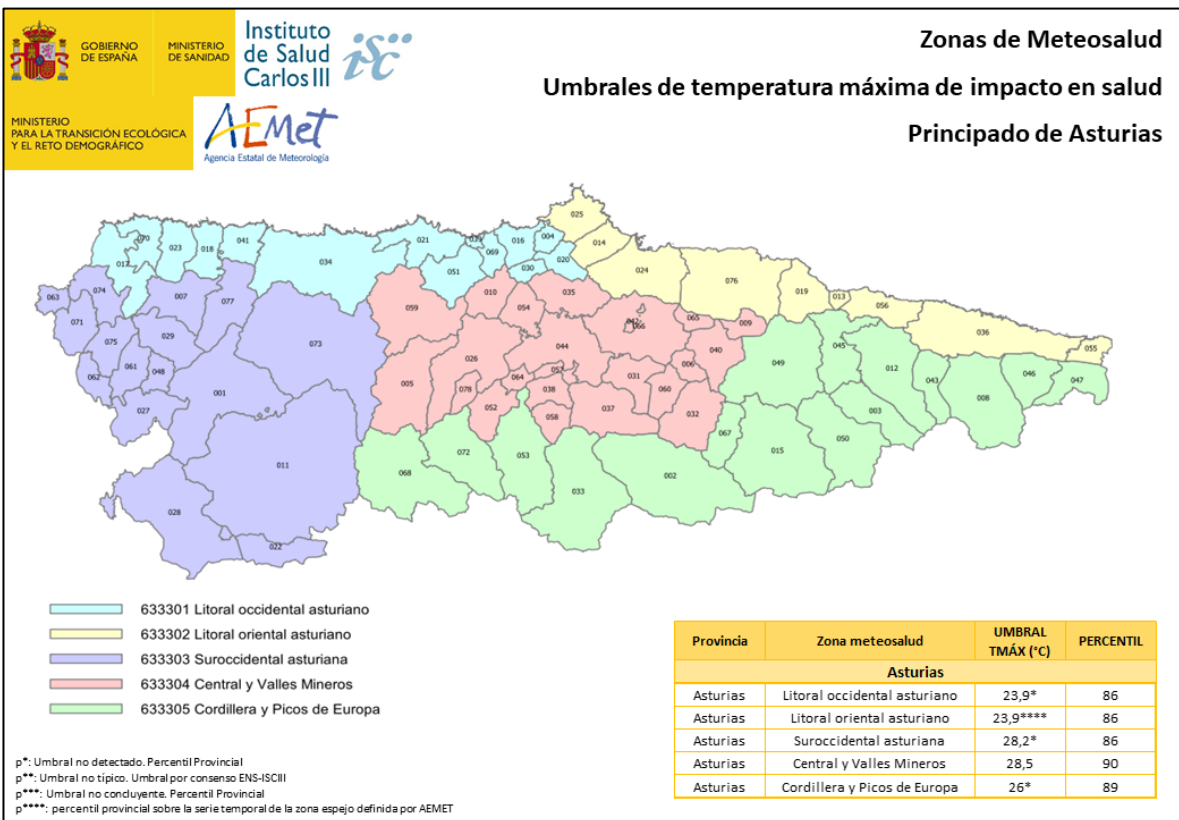 GOBIERNO
DE ESPAÑA
MINISTERIO
DE SANIDAD
Instituto
de Salud
Carlos III
isc
MINISTERIO
PARA LA TRANSICIÓN ECOLÓGICA
Y EL RETO DEMOGRÁFICO
AEMet
Agencia Estatal de Meteorología
Zonas de Meteosalud
Umbrales de temperatura máxima de impacto en salud
Principado de Asturias
025
070
023
018
041
021
016
004
014
017
034
069
020
051
030
024
076
063
074
007
077
059
010
054
035
019
013
056
071
029
073
065
009
036
075
026
044
040
045
055
062
061
048
001
005
064
057
031
006
049
012
043
046
047
078
038
060
008
027
052
058
037
032
003
067
050
011
068
072
053
015
002
033
028
022
633301 Litoral occidental asturiano
633302 Litoral oriental asturiano
633303 Suroccidental asturiana
633304 Central y Valles Mineros
633305 Cordillera y Picos de Europa
Provincia Zona meteosalud UMBRAL TMÁX (°C) PERCENTIL
Asturias
Asturias Litoral occidental asturiano 23,9* 86
Asturias Litoral oriental asturiano 23,9**** 86
Asturias Suroccidental asturiana 28,2* 86
Asturias Central y Valles Mineros 28,5 90
Asturias Cordillera y Picos de Europa 26* 89
p*: Umbral no detectado. Percentil Provincial
p**: Umbral no típico. Umbral por consenso ENS-ISCIII
p***: Umbral no concluyente. Percentil Provincial
p****: percentil provincial sobre la serie temporal de la zona espejo definida por AEMET